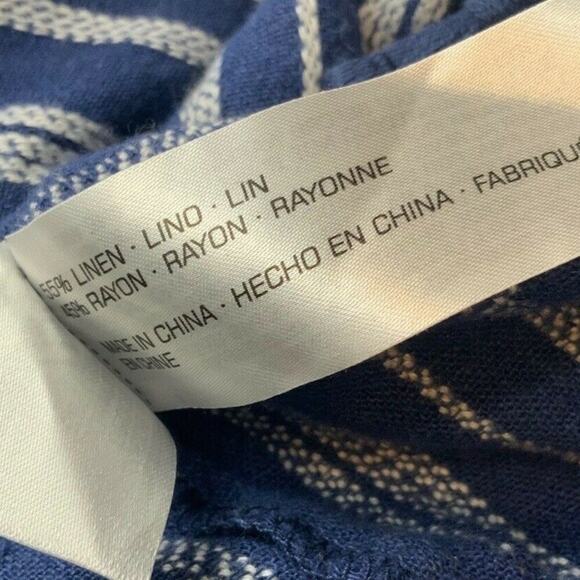 55% LINEN · LINO · LIN
45% RAYON · RAYON · RAYONNE
MADE IN CHINA · HECHO EN CHINA · FABRIQUE
EN CHINE